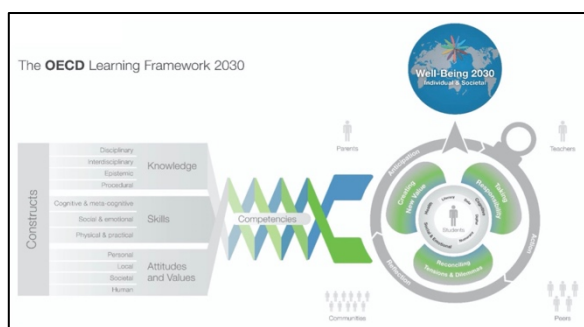 The OECD Learning Framework 2030
Well-Being 2030
Individual & Societal
Parents
Teachers
Constructs
Disciplinary
Interdisciplinary
Epistemic
Procedural
Knowledge
Cognitive & meta-cognitive
Social & emotional
Physical & practical
Skills
Personal
Local
Societal
Human
Attitudes
and Values
Competencies
Anticipation
Action
Reflection
Creating
New Value
Taking
Responsibility
Reconciling
Tensions & Dilemmas
Students
Social & Emotional
Communities
Peers